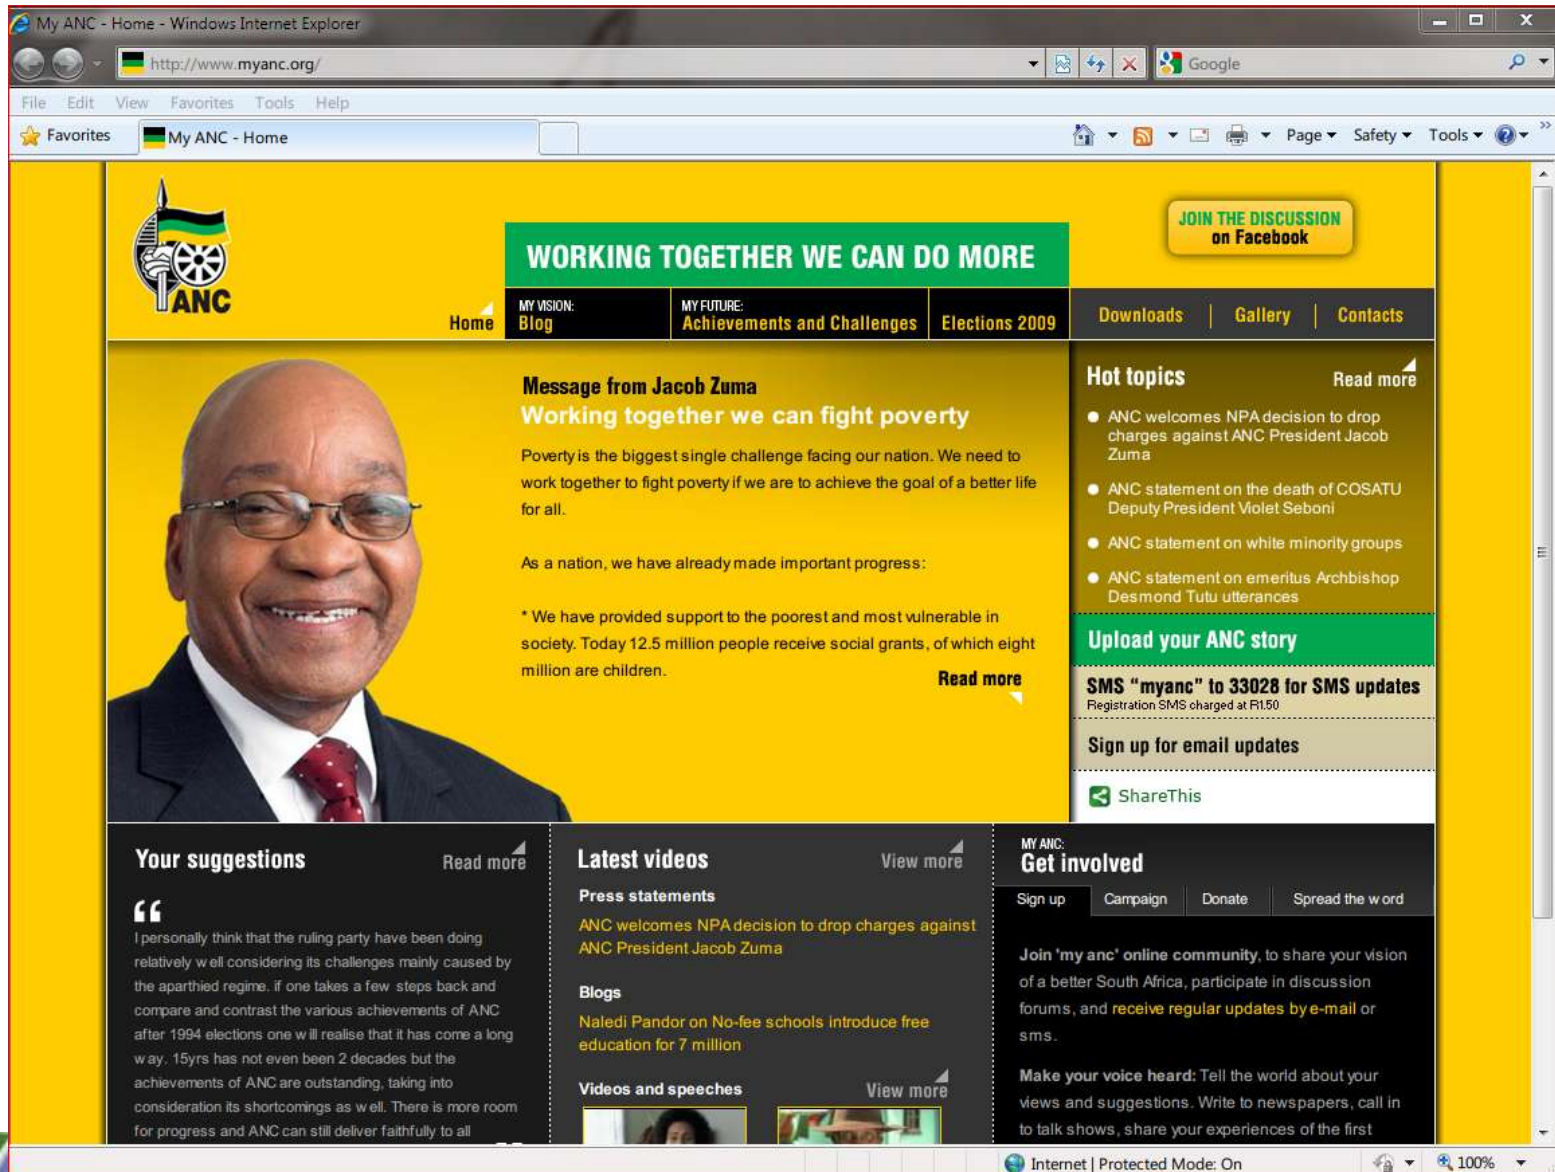 My ANC - Home - Windows Internet Explorer
http://www.myanc.org/
Google
File Edit View Favorites Tools Help
Favorites
My ANC - Home
Page Safety Tools
ANC
WORKING TOGETHER WE CAN DO MORE
JOIN THE DISCUSSION
on Facebook
Home
MY VISION:
Blog
MY FUTURE:
Achievements and Challenges
Elections 2009
Downloads | Gallery | Contacts
Message from Jacob Zuma
Working together we can fight poverty
Poverty is the biggest single challenge facing our nation. We need to
work together to fight poverty if we are to achieve the goal of a better life
for all.
As a nation, we have already made important progress:
* We have provided support to the poorest and most vulnerable in
society. Today 12.5 million people receive social grants, of which eight
million are children.
Read more
Hot topics
Read more
ANC welcomes NPA decision to drop
charges against ANC President Jacob
Zuma
ANC statement on the death of COSATU
Deputy President Violet Seboni
ANC statement on white minority groups
ANC statement on emeritus Archbishop
Desmond Tutu utterances
Upload your ANC story
SMS “myanc” to 33028 for SMS updates
Registration SMS charged at R1.50
Sign up for email updates
ShareThis
Your suggestions
Read more
I personally think that the ruling party have been doing
relatively well considering its challenges mainly caused by
the aparthied regime. if one takes a few steps back and
compare and contrast the various achievements of ANC
after 1994 elections one will realise that it has come a long
way. 15yrs has not even been 2 decades but the
achievements of ANC are outstanding, taking into
consideration its shortcomings as well. There is more room
for progress and ANC can still deliver faithfully to all
Latest videos
View more
Press statements
ANC welcomes NPA decision to drop charges against
ANC President Jacob Zuma
Blogs
Naledi Pandor on No-fee schools introduce free
education for 7 million
Videos and speeches
View more
MY ANC:
Get involved
Sign up Campaign Donate Spread the word
Join 'my anc' online community, to share your vision
of a better South Africa, participate in discussion
forums, and receive regular updates by e-mail or
sms.
Make your voice heard: Tell the world about your
views and suggestions. Write to newspapers, call in
to talk shows, share your experiences of the first
Internet | Protected Mode: On
100%